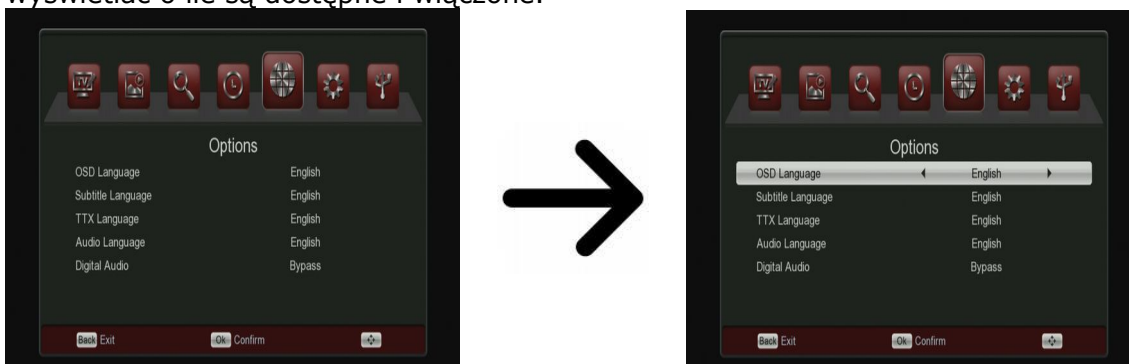 wyświetlać o ile są dostępne i włączone.
Options
OSD Language English
Subtitle Language English
TTX Language English
Audio Language English
Digital Audio Bypass
Back Exit Ok Confirm
Options
OSD Language English
Subtitle Language English
TTX Language English
Audio Language English
Digital Audio Bypass
Back Exit Ok Confirm